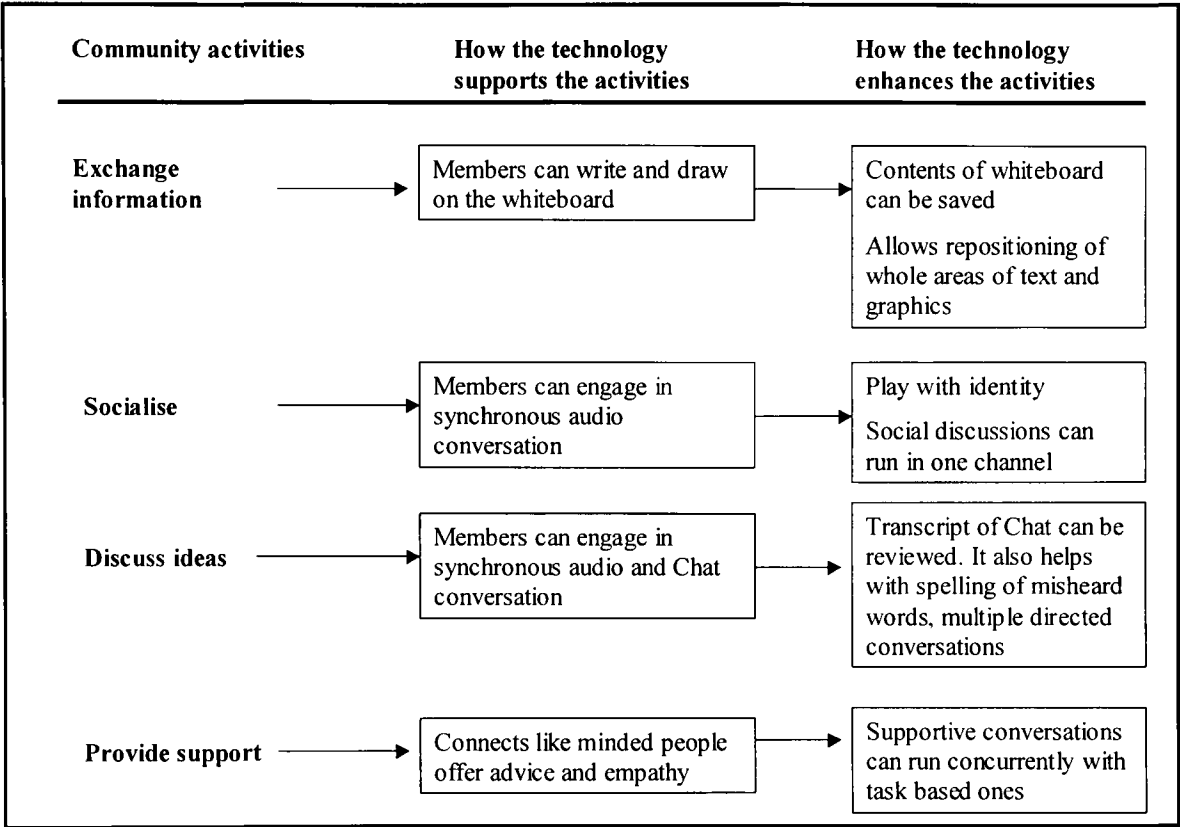 Community activities
How the technology
supports the activities
How the technology
enhances the activities
Exchange
information
Members can write and draw
on the whiteboard
Contents of whiteboard
can be saved
Allows repositioning of
whole areas of text and
graphics
Socialise
Members can engage in
synchronous audio
conversation
Play with identity
Social discussions can
run in one channel
Discuss ideas
Members can engage in
synchronous audio and Chat
conversation
Transcript of Chat can be
reviewed. It also helps
with spelling of misheard
words, multiple directed
conversations
Provide support
Connects like minded people
offer advice and empathy
Supportive conversations
can run concurrently with
task based ones